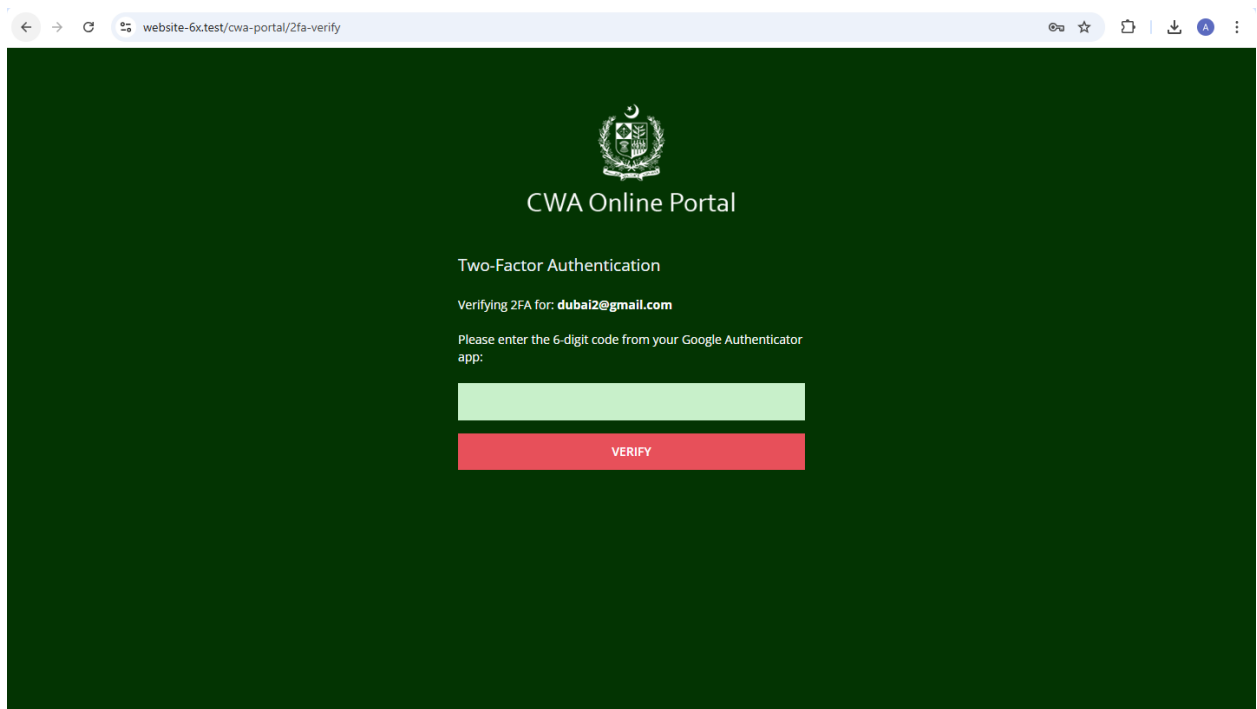 website-6x.test/cwa-portal/2fa-verify
A
CWA Online Portal
Two-Factor Authentication
Verifying 2FA for: dubai2@gmail.com
Please enter the 6-digit code from your Google Authenticator
app:
VERIFY